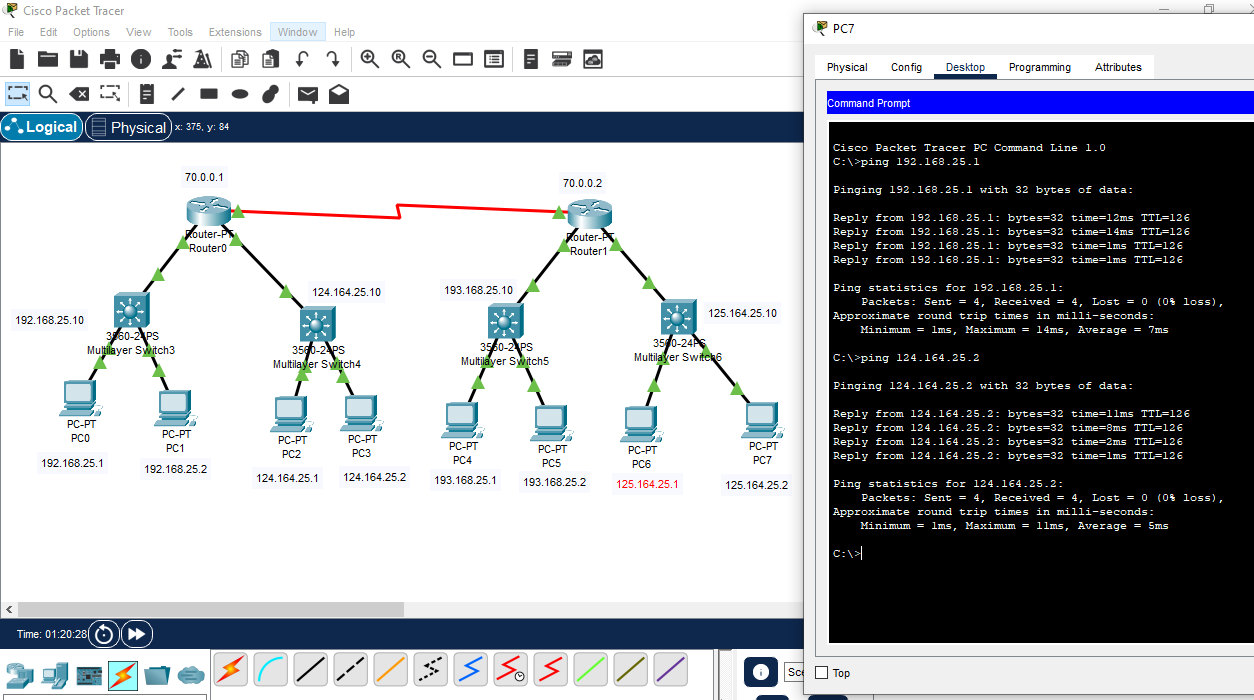 Cisco Packet Tracer
File Edit Options View Tools Extensions Window Help
Logical
Physical
x: 375, y: 84
70.0.0.1
70.0.0.2
Router-PT
Router0
Router-PT
Router1
192.168.25.10
124.164.25.10
193.168.25.10
125.164.25.10
3560-24PS
Multilayer Switch3
3560-24PS
Multilayer Switch4
3560-24PS
Multilayer Switch5
3560-24PS
Multilayer Switch6
PC-PT
PC0
PC-PT
PC1
PC-PT
PC2
PC-PT
PC3
PC-PT
PC4
PC-PT
PC5
PC-PT
PC6
PC-PT
PC7
192.168.25.1
192.168.25.2
124.164.25.1
124.164.25.2
193.168.25.1
193.168.25.2
125.164.25.1
125.164.25.2
Time: 01:20:28
PC7
Physical Config Desktop Programming Attributes
Command Prompt
Cisco Packet Tracer PC Command Line 1.0
C:\>ping 192.168.25.1
Pinging 192.168.25.1 with 32 bytes of data:
Reply from 192.168.25.1: bytes=32 time=12ms TTL=126
Reply from 192.168.25.1: bytes=32 time=14ms TTL=126
Reply from 192.168.25.1: bytes=32 time=1ms TTL=126
Reply from 192.168.25.1: bytes=32 time=1ms TTL=126
Ping statistics for 192.168.25.1:
Packets: Sent = 4, Received = 4, Lost = 0 (0% loss),
Approximate round trip times in milli-seconds:
Minimum = 1ms, Maximum = 14ms, Average = 7ms
C:\>ping 124.164.25.2
Pinging 124.164.25.2 with 32 bytes of data:
Reply from 124.164.25.2: bytes=32 time=11ms TTL=126
Reply from 124.164.25.2: bytes=32 time=8ms TTL=126
Reply from 124.164.25.2: bytes=32 time=2ms TTL=126
Reply from 124.164.25.2: bytes=32 time=1ms TTL=126
Ping statistics for 124.164.25.2:
Packets: Sent = 4, Received = 4, Lost = 0 (0% loss),
Approximate round trip times in milli-seconds:
Minimum = 1ms, Maximum = 11ms, Average = 5ms
C:\>
Top